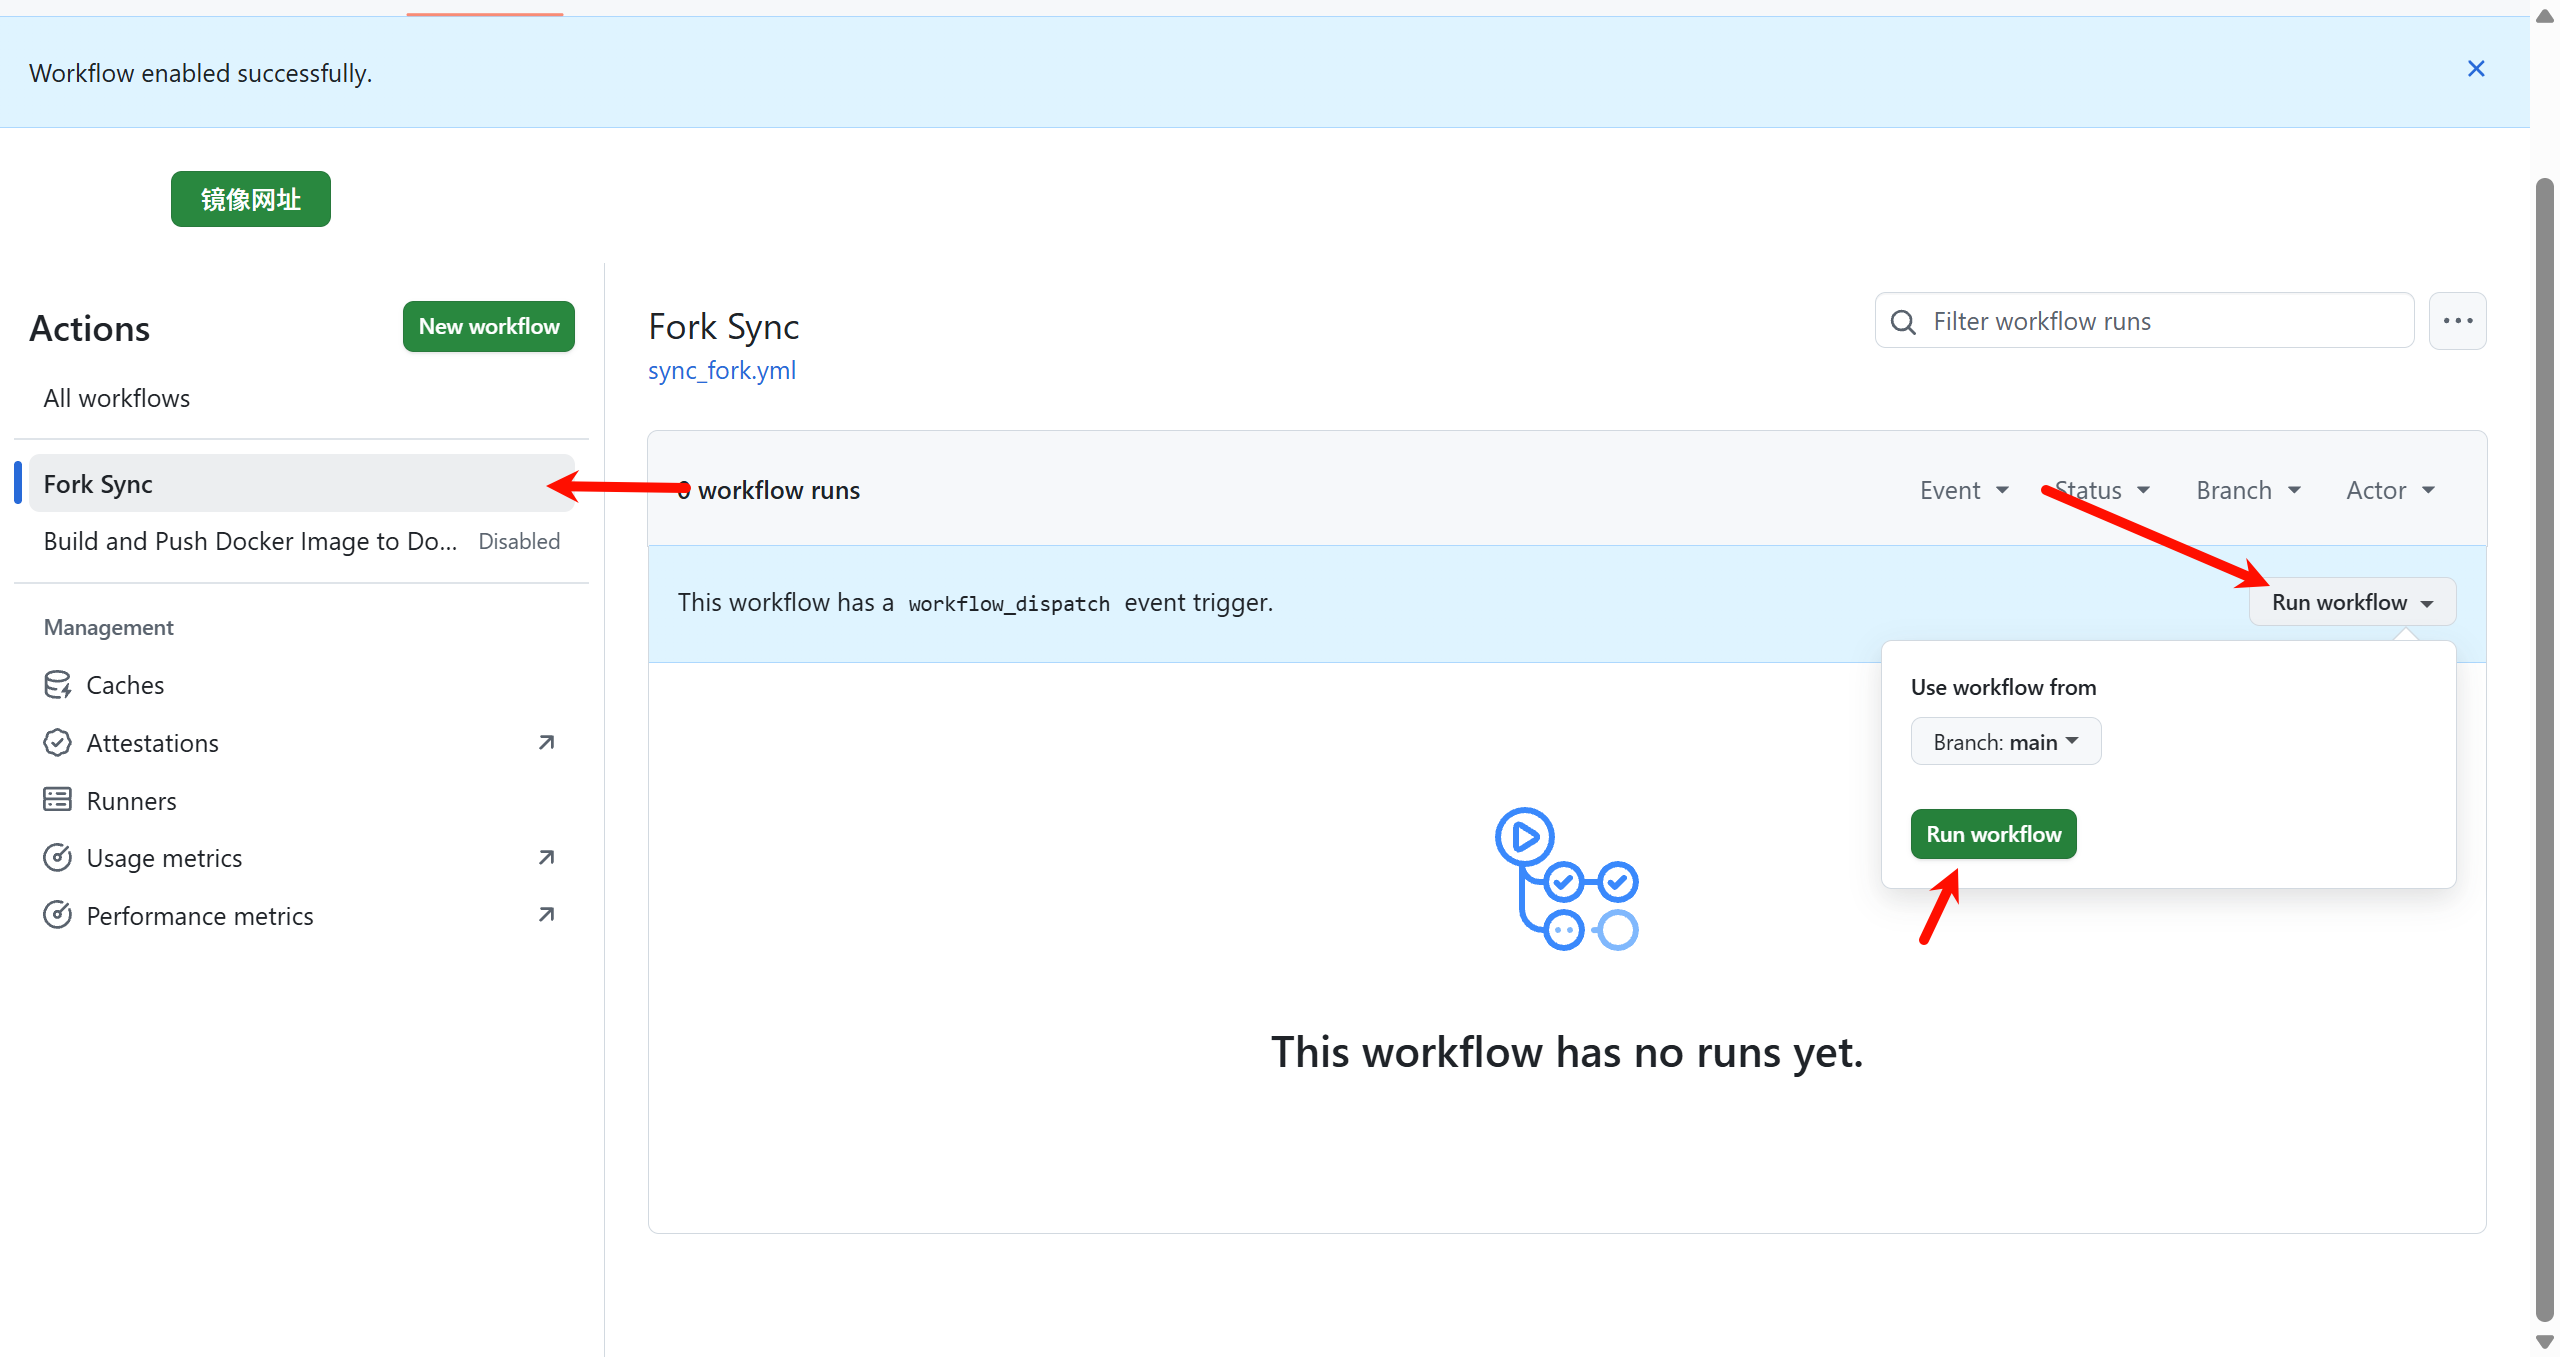 Workflow enabled successfully.
镜像网址
Actions
New workflow
All workflows
Fork Sync
Build and Push Docker Image to Do...
Disabled
Management
Caches
Attestations
Runners
Usage metrics
Performance metrics
Fork Sync
sync_fork.yml
Filter workflow runs
0 workflow runs
Event
Status
Branch
Actor
This workflow has a workflow_dispatch event trigger.
Run workflow
Use workflow from
Branch: main
Run workflow
This workflow has no runs yet.